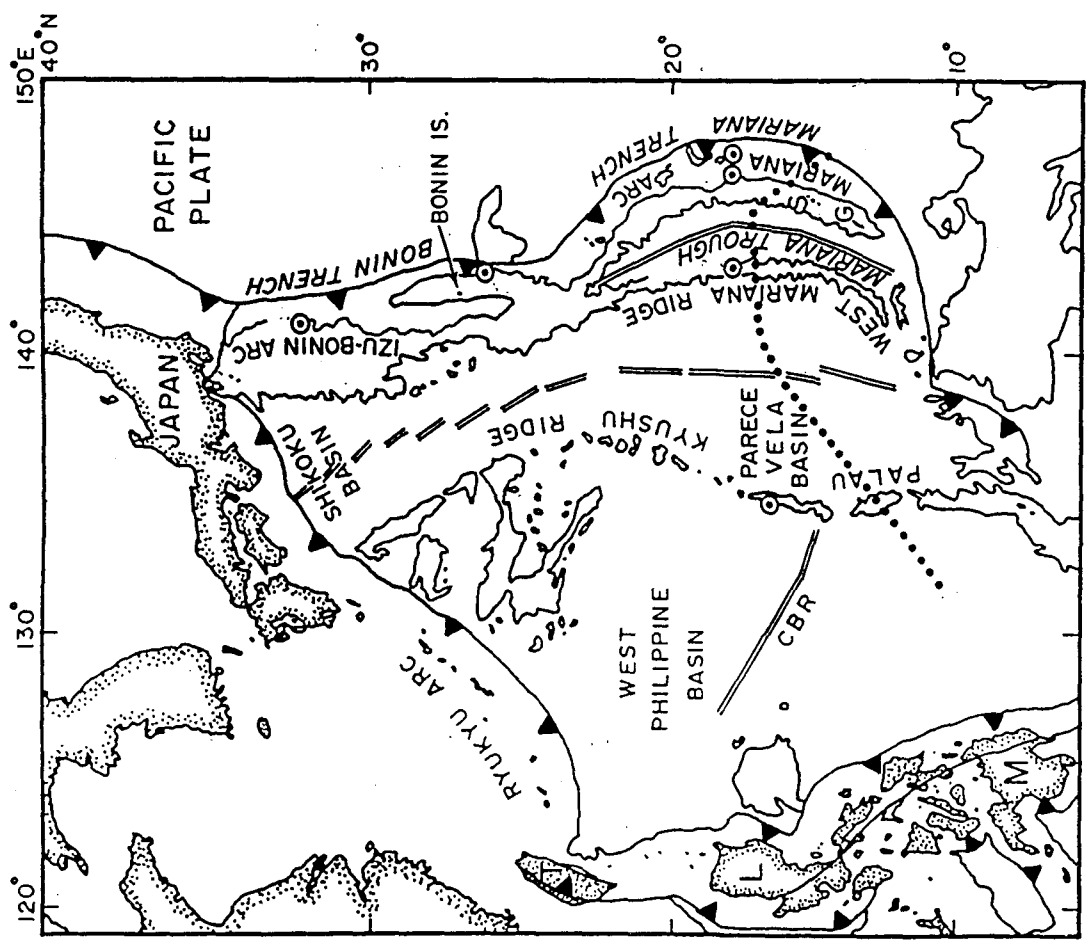 150°E
40°N
30°
20°
10°
140°
130°
120°
PACIFIC
PLATE
JAPAN
BONIN TRENCH
BONIN IS.
IZU-BONIN ARC
SHIKOKU
BASIN
MARIANA
TRENCH
MARIANA
ARC
G
MARIANA TROUGH
WEST
MARIANA RIDGE
PARECE
VELA
BASIN
PALAU
KYUSHU
RIDGE
WEST
PHILIPPINE
BASIN
CBR
RYUKYU ARC
L
M